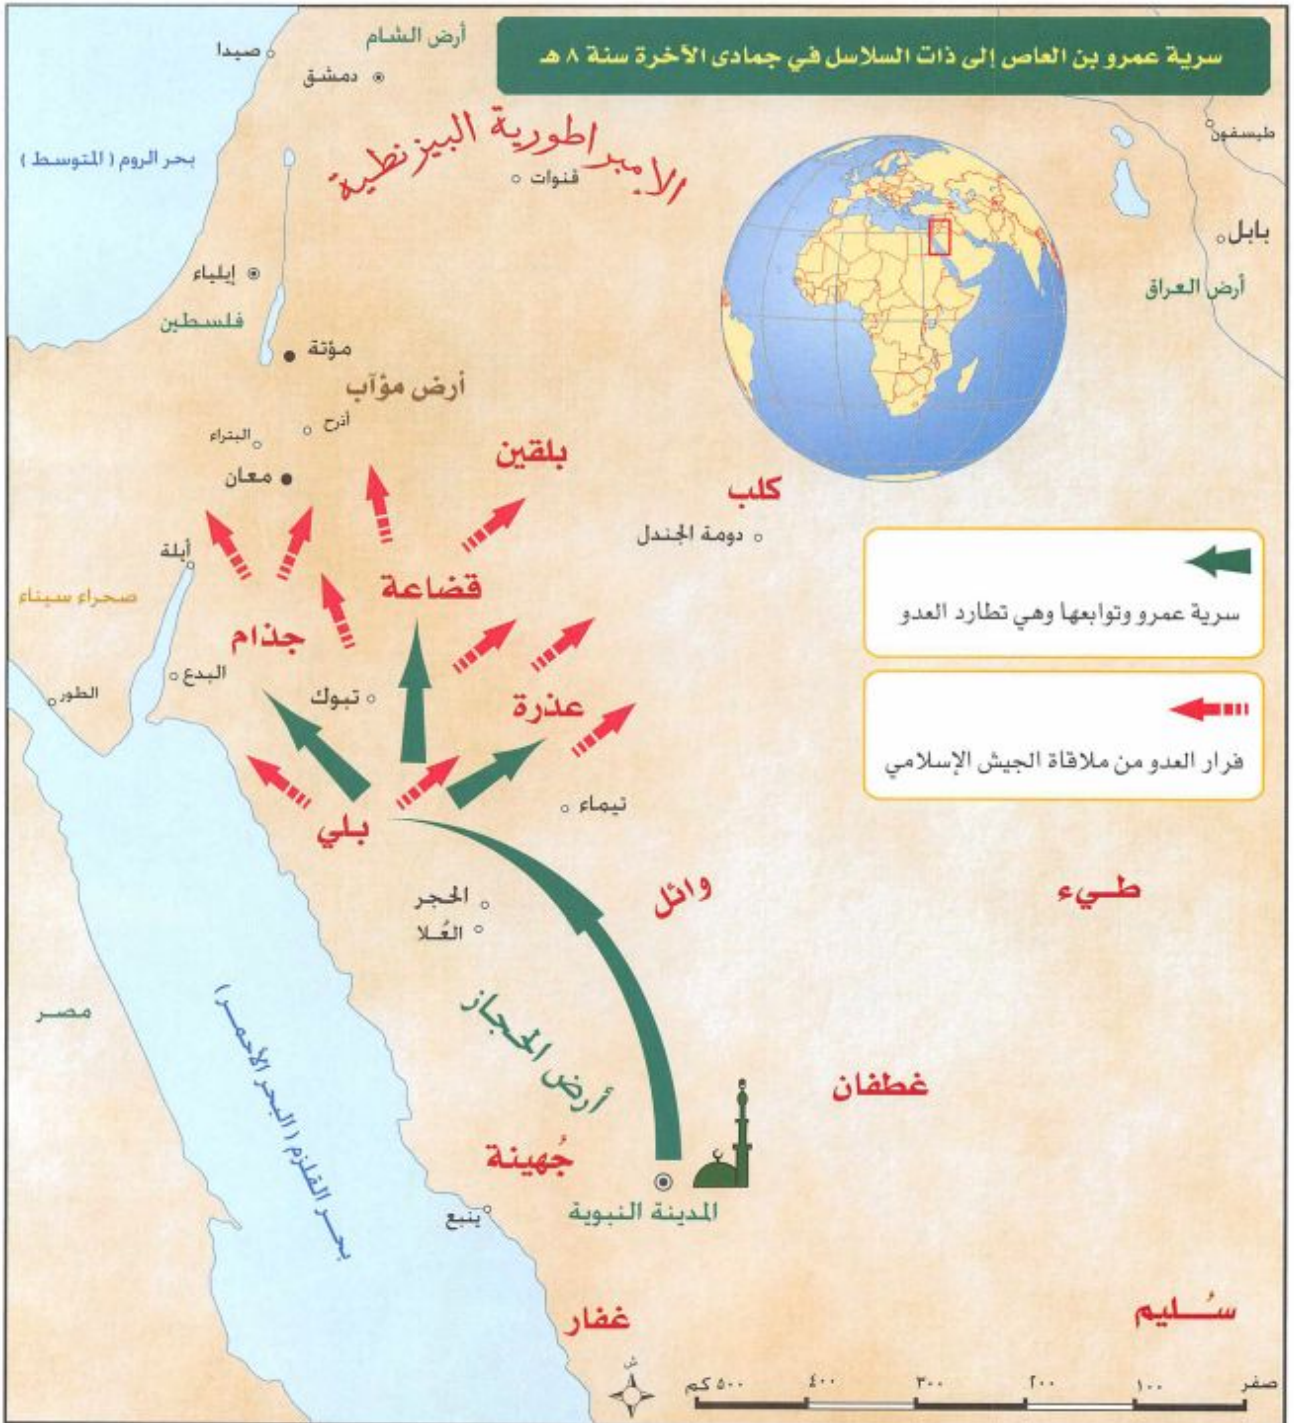 سرية عمرو بن العاص إلى ذات السلاسل في جمادى الآخرة سنة ٨ هـ
أرض الشام
صيدا
دمشق
طيسفون
بحر الروم ( المتوسط )
الامبراطورية البيزنطية
قنوات
بابل
إيلياء
أرض العراق
فلسطين
مؤتة
أرض مؤآب
أذرح
البتراء
بلقين
معان
كلب
دومة الجندل
أيلة
قضاعة
صحراء سيناء
سرية عمرو وتوابعها وهي تطارد العدو
جذام
البدع
تبوك
الطور
عذرة
فرار العدو من ملاقاة الجيش الإسلامي
تيماء
بلي
وائل
طيء
الحجر
العُلا
مصر
أرض الحجاز
بحر القلزم ( البحر الأحمر )
غطفان
جُهينة
المدينة النبوية
ينبع
غفار
سُليم
ش
صفر ١٠٠ ٢٠٠ ٣٠٠ ٤٠٠ ٥٠٠ كم